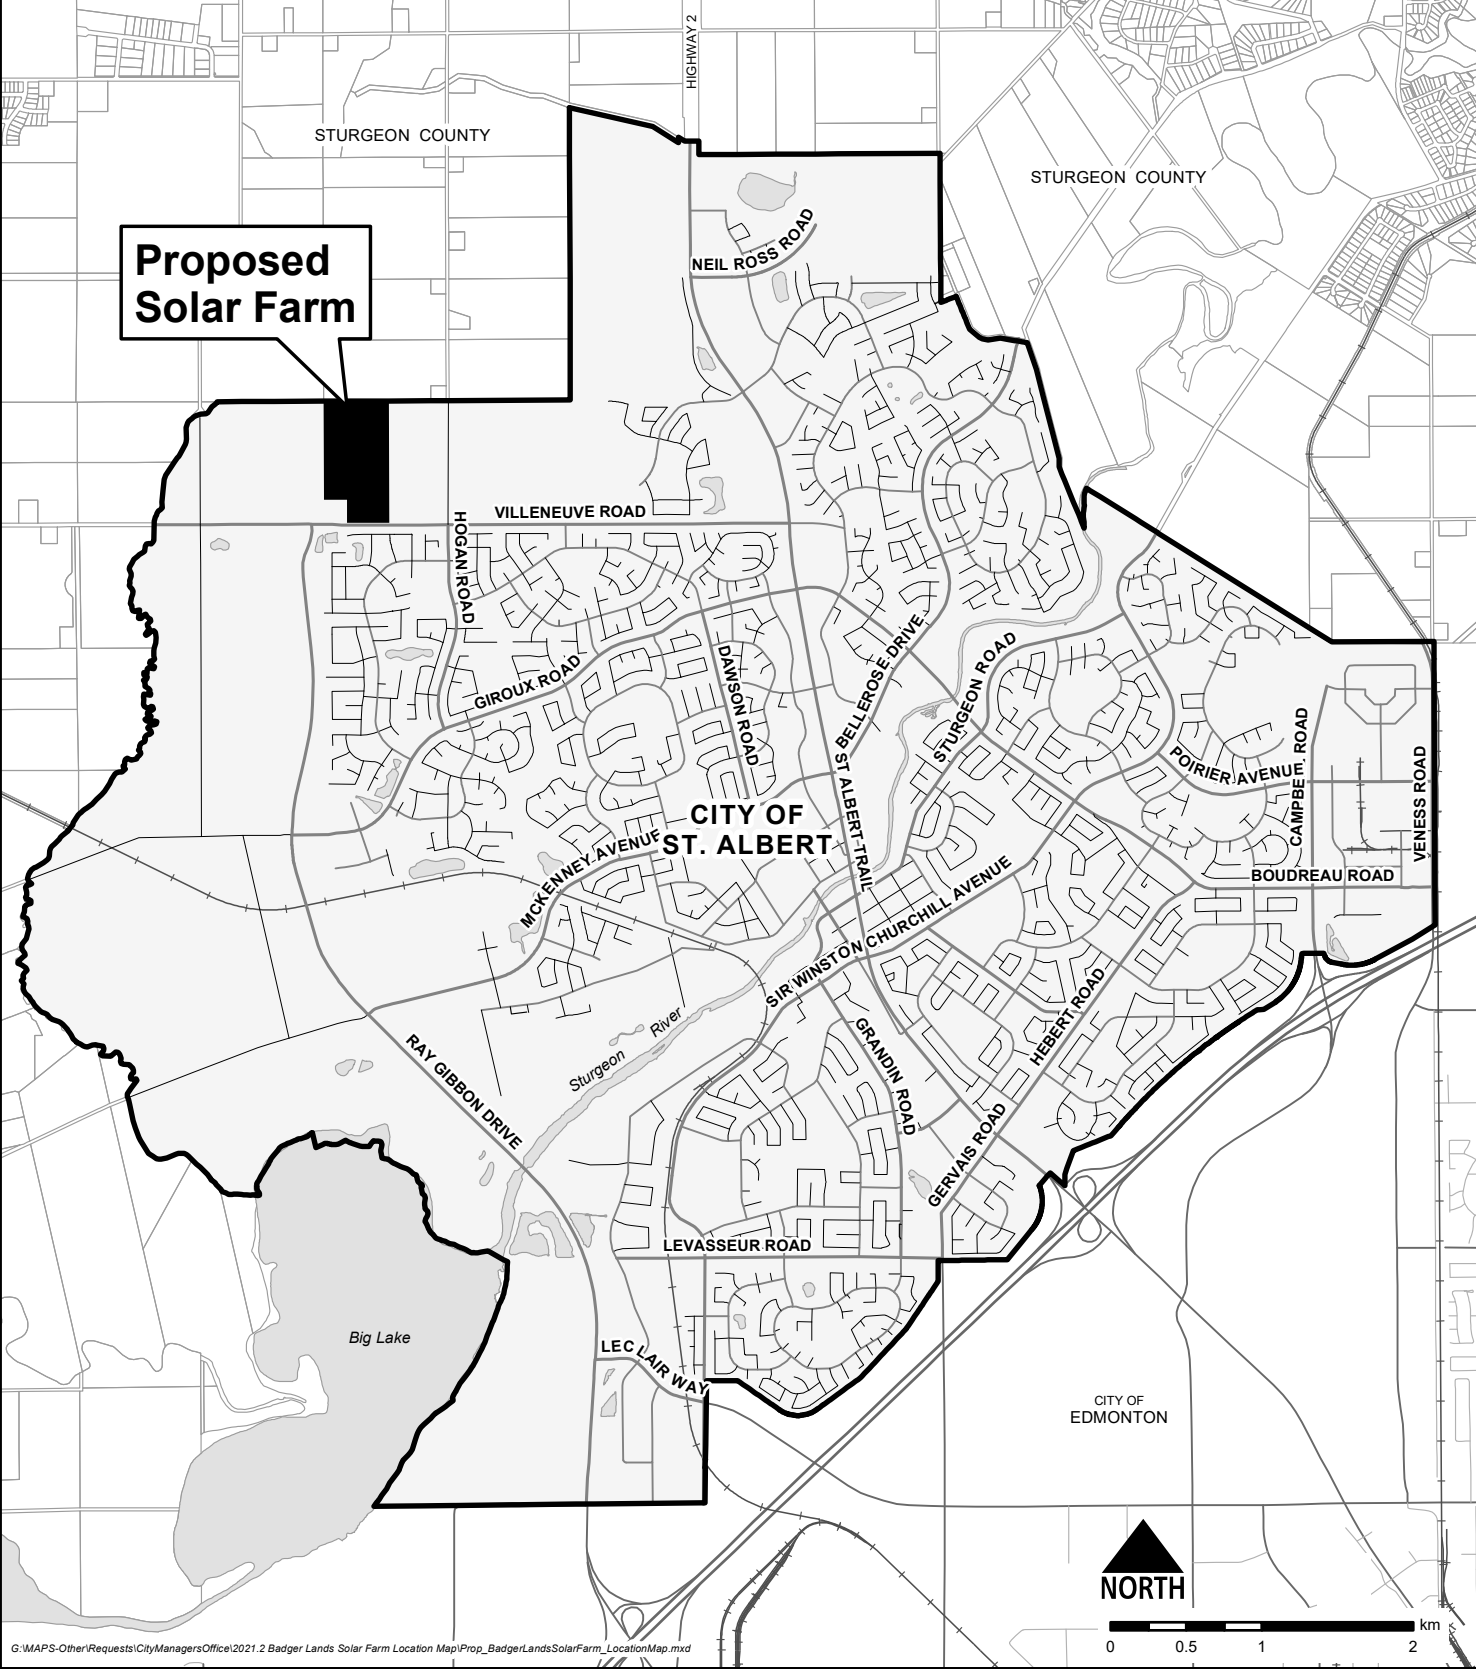 HIGHWAY 2
STURGEON COUNTY
STURGEON COUNTY
NEIL ROSS ROAD
Proposed
Solar Farm
VILLENEUVE ROAD
HOGAN ROAD
GIROUX ROAD
DAWSON ROAD
BELLEROSE DRIVE
STURGEON ROAD
ST ALBERT TRAIL
POIRIER AVENUE
CAMPBELL ROAD
VENESS ROAD
CITY OF
ST. ALBERT
MCKENNEY AVENUE
BOUDREAU ROAD
SIR WINSTON CHURCHILL AVENUE
HEBERT ROAD
GRANDIN ROAD
Sturgeon River
RAY GIBBON DRIVE
GERVAIS ROAD
LEVASSEUR ROAD
Big Lake
LECLAIR WAY
CITY OF
EDMONTON
NORTH
km
0 0.5 1 2
G:\MAPS-Other\Requests\CityManagersOffice\2021.2 Badger Lands Solar Farm Location Map\Prop_BadgerLandsSolarFarm_LocationMap.mxd